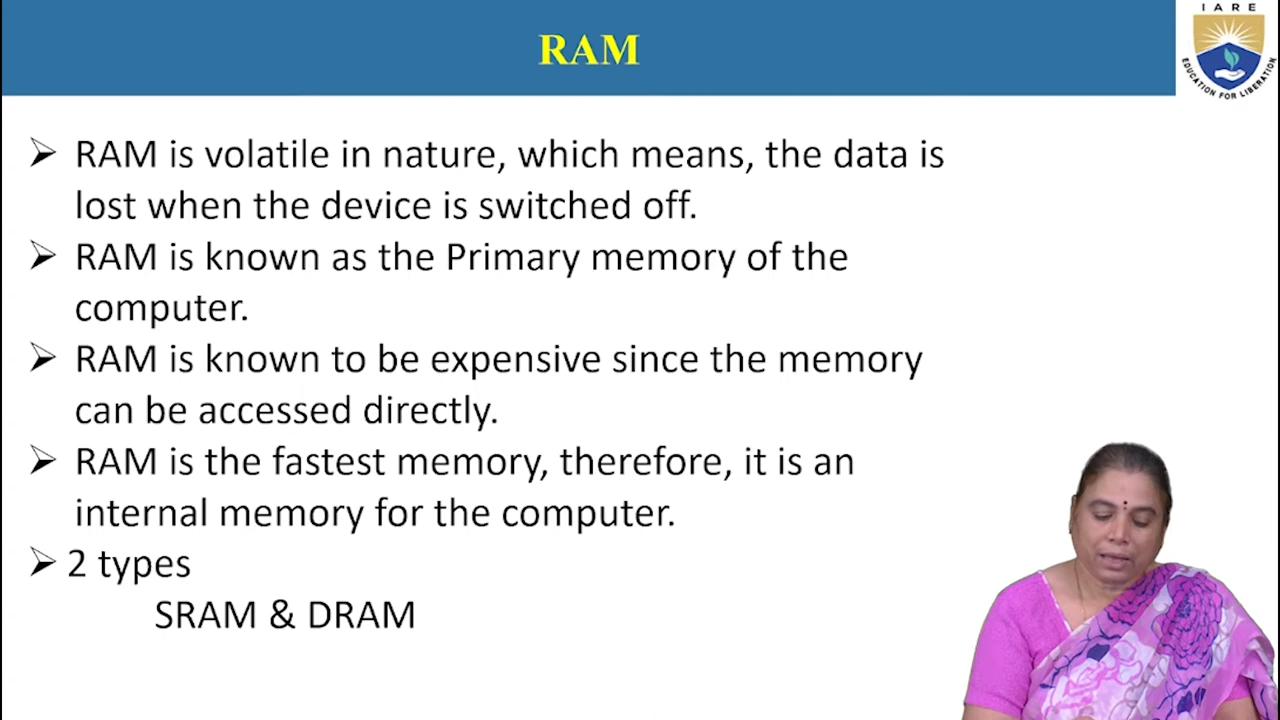 RAM
I A R E
EDUCATION FOR LIBERATION
➢ RAM is volatile in nature, which means, the data is
lost when the device is switched off.
➢ RAM is known as the Primary memory of the
computer.
➢ RAM is known to be expensive since the memory
can be accessed directly.
➢ RAM is the fastest memory, therefore, it is an
internal memory for the computer.
➢ 2 types
SRAM & DRAM